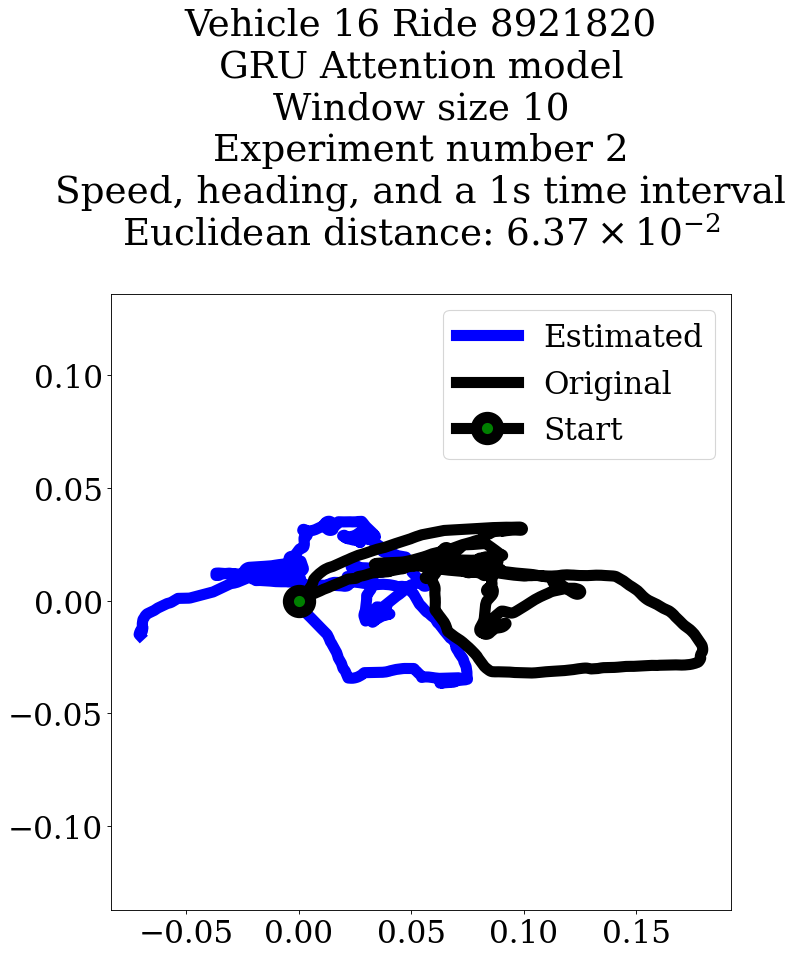 Vehicle 16 Ride 8921820
GRU Attention model
Window size 10
Experiment number 2
Speed, heading, and a 1s time interval
Euclidean distance: 6.37 × 10⁻²
Estimated
Original
Start
0.10
0.05
0.00
−0.05
−0.10
−0.05 0.00 0.05 0.10 0.15